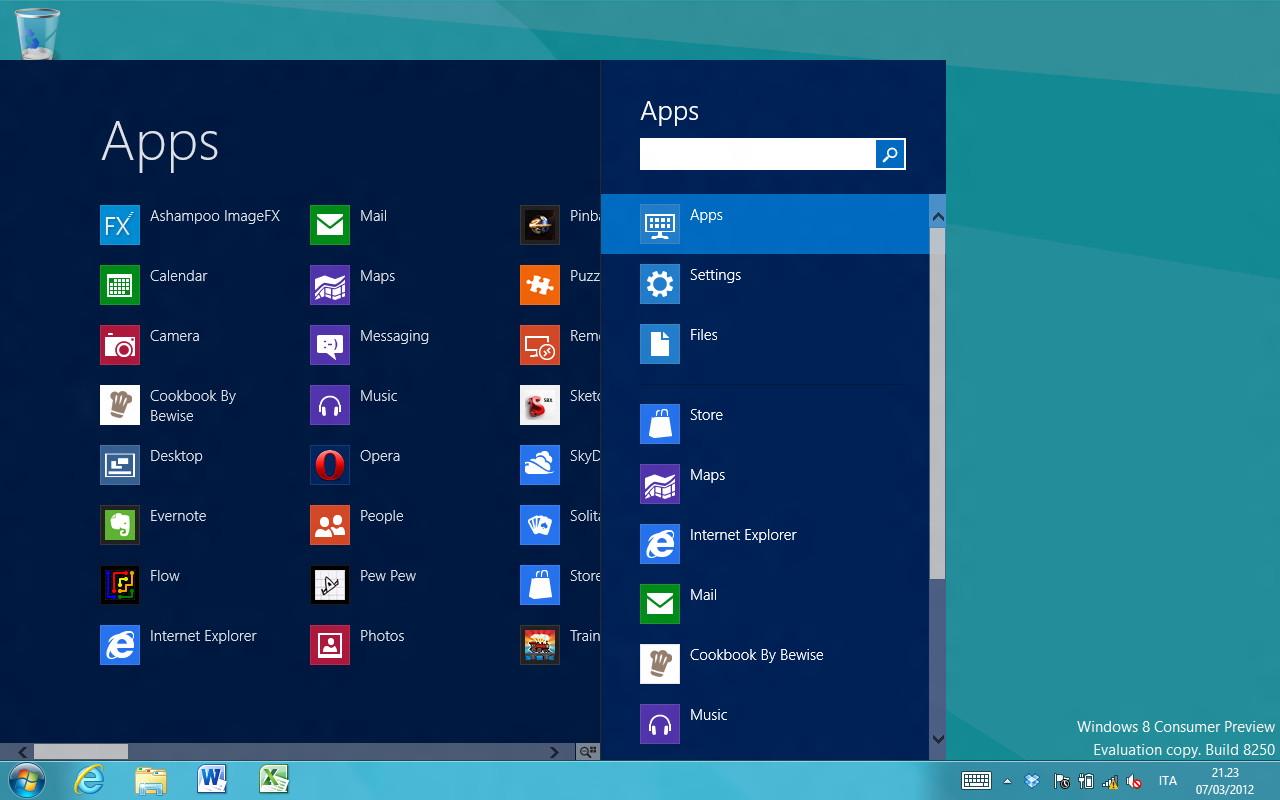 Apps
Ashampoo ImageFX
Calendar
Camera
Cookbook By
Bewise
Desktop
Evernote
Flow
Internet Explorer
Mail
Maps
Messaging
Music
Opera
People
Pew Pew
Photos
Pinba
Puzz
Remo
Sketc
SkyD
Solita
Store
Train
Apps
Apps
Settings
Files
Store
Maps
Internet Explorer
Mail
Cookbook By Bewise
Music
Windows 8 Consumer Preview
Evaluation copy. Build 8250
ITA
21.23
07/03/2012